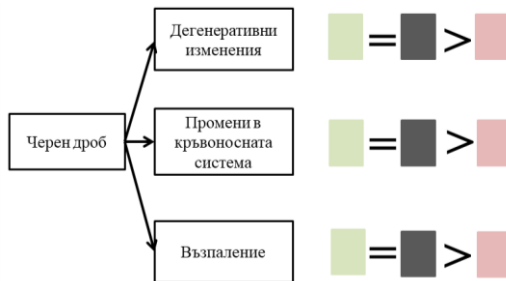 Дегенеративни
изменения
=
>
Черен дроб
Промени в
кръвоносната
система
=
>
Възпаление
=
>